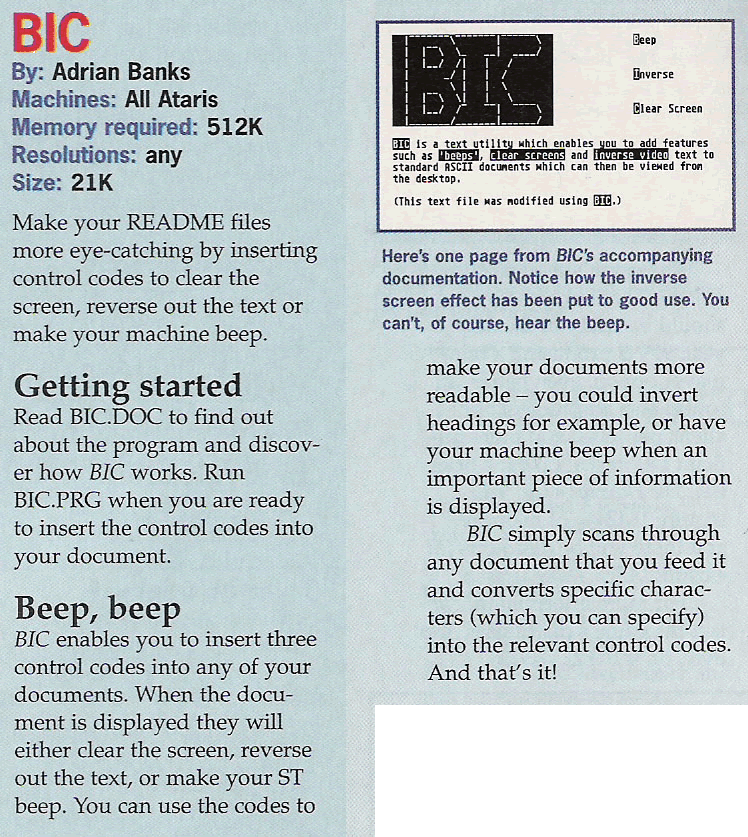 BIC
By: Adrian Banks
Machines: All Ataris
Memory required: 512K
Resolutions: any
Size: 21K
Make your README files
more eye-catching by inserting
control codes to clear the
screen, reverse out the text or
make your machine beep.
Getting started
Read BIC.DOC to find out
about the program and discov-
er how BIC works. Run
BIC.PRG when you are ready
to insert the control codes into
your document.
Beep, beep
BIC enables you to insert three
control codes into any of your
documents. When the docu-
ment is displayed they will
either clear the screen, reverse
out the text, or make your ST
beep. You can use the codes to
BIC
Beep
Inverse
Clear Screen
BIC is a text utility which enables you to add features
such as 'beeps', clear screens and inverse video text to
standard ASCII documents which can then be viewed from
the desktop.
(This text file was modified using BIC.)
Here's one page from BIC's accompanying
documentation. Notice how the inverse
screen effect has been put to good use. You
can't, of course, hear the beep.
make your documents more
readable – you could invert
headings for example, or have
your machine beep when an
important piece of information
is displayed.
BIC simply scans through
any document that you feed it
and converts specific charac-
ters (which you can specify)
into the relevant control codes.
And that's it!